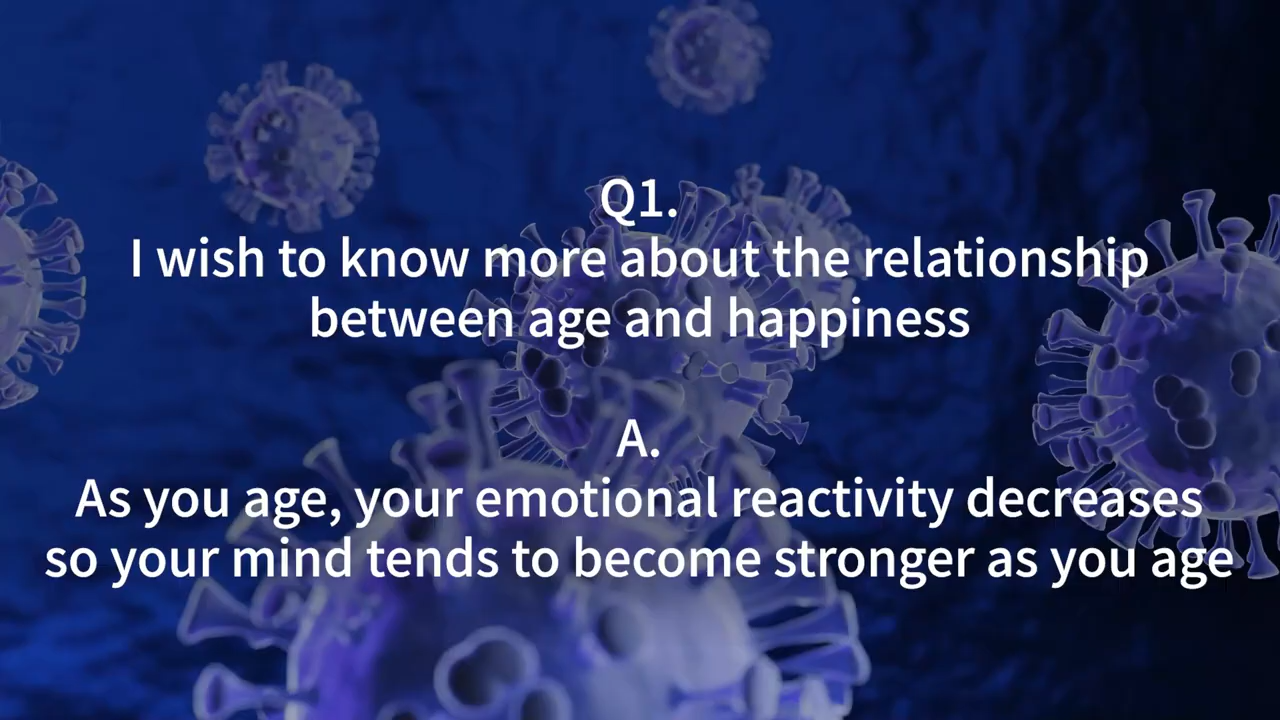 Q1.
I wish to know more about the relationship
between age and happiness
A.
As you age, your emotional reactivity decreases
so your mind tends to become stronger as you age